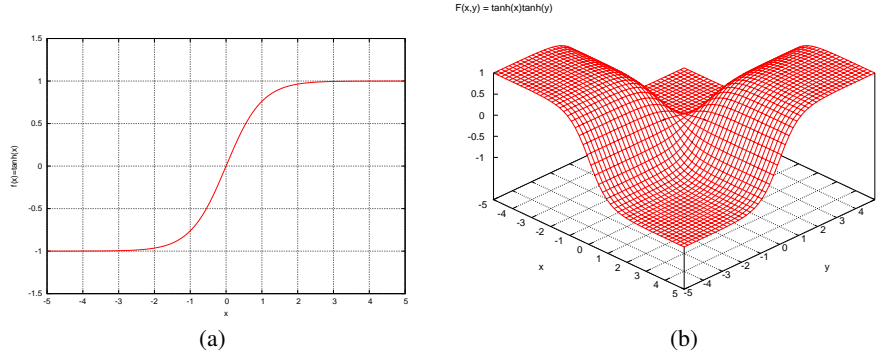 F(x,y) = tanh(x)tanh(y)
1.5
1
0.5
0
-0.5
-1
-1.5
f(x)=tanh(x)
-5 -4 -3 -2 -1 0 1 2 3 4 5
x
(a)
1
0.5
0
-0.5
-1
-5 -4 -3 -2 -1 0 1 2 3 4 5
x
-5 -4 -3 -2 -1 0 1 2 3 4
y
(b)